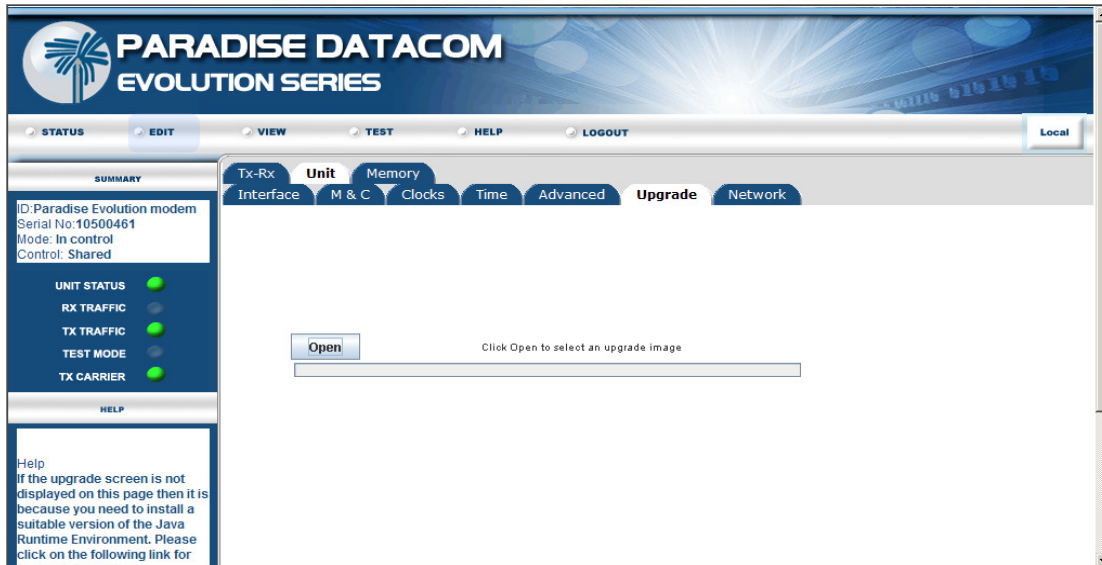 PARADISE DATACOM
EVOLUTION SERIES
STATUS
EDIT
VIEW
TEST
HELP
LOGOUT
Local
SUMMARY
ID:Paradise Evolution modem
Serial No:10500461
Mode: In control
Control: Shared
UNIT STATUS
RX TRAFFIC
TX TRAFFIC
TEST MODE
TX CARRIER
HELP
Help
If the upgrade screen is not
displayed on this page then it is
because you need to install a
suitable version of the Java
Runtime Environment. Please
click on the following link for
Tx-Rx
Unit
Memory
Interface
M & C
Clocks
Time
Advanced
Upgrade
Network
Open
Click Open to select an upgrade image